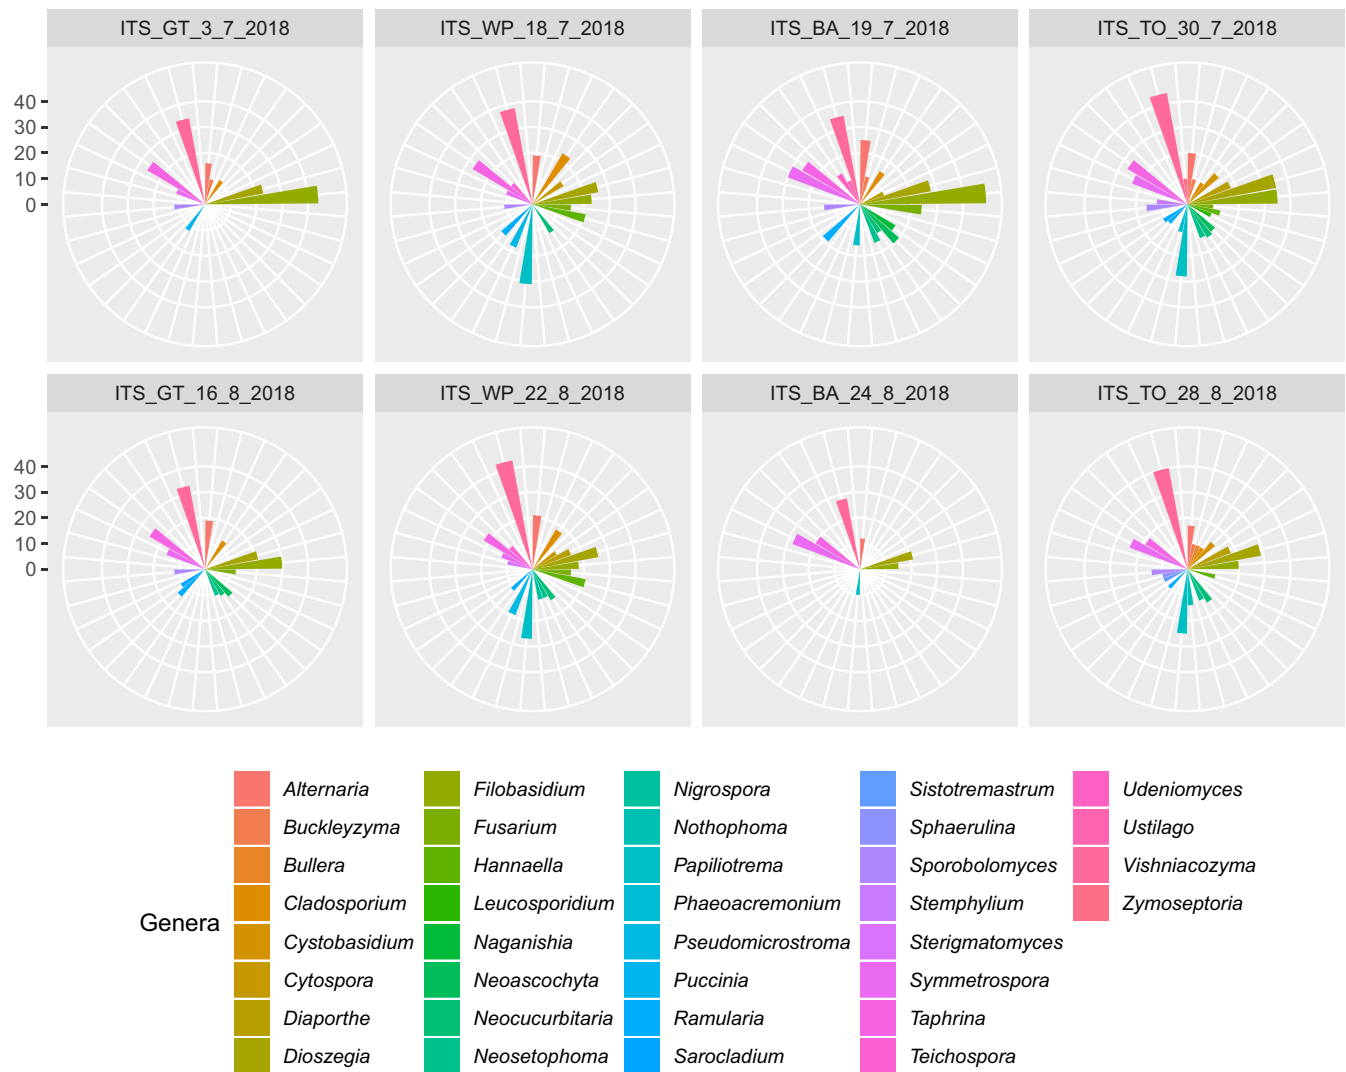 ITS_GT_3_7_2018 ITS_WP_18_7_2018 ITS_BA_19_7_2018 ITS_TO_30_7_2018
40
30
20
10
0
ITS_GT_16_8_2018 ITS_WP_22_8_2018 ITS_BA_24_8_2018 ITS_TO_28_8_2018
40
30
20
10
0
Genera
Alternaria
Buckleyzyma
Bullera
Cladosporium
Cystobasidium
Cytospora
Diaporthe
Dioszegia
Filobasidium
Fusarium
Hannaella
Leucosporidium
Naganishia
Neoascochyta
Neocucurbitaria
Neosetophoma
Nigrospora
Nothophoma
Papiliotrema
Phaeoacremonium
Pseudomicrostroma
Puccinia
Ramularia
Sarocladium
Sistotremastrum
Sphaerulina
Sporobolomyces
Stemphylium
Sterigmatomyces
Symmetrospora
Taphrina
Teichospora
Udeniomyces
Ustilago
Vishniacozyma
Zymoseptoria